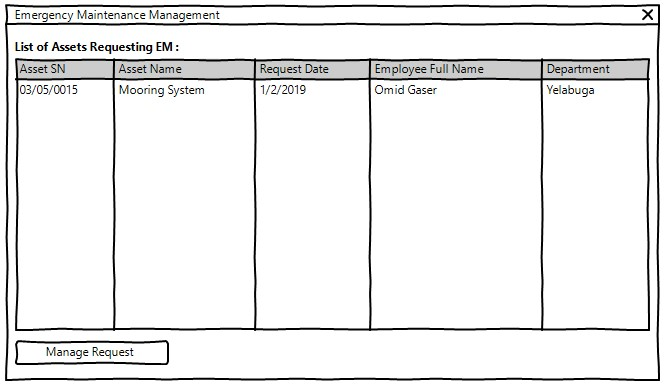 Emergency Maintenance Management
List of Assets Requesting EM :
Asset SN Asset Name Request Date Employee Full Name Department
03/05/0015 Mooring System 1/2/2019 Omid Gaser Yelabuga
Manage Request